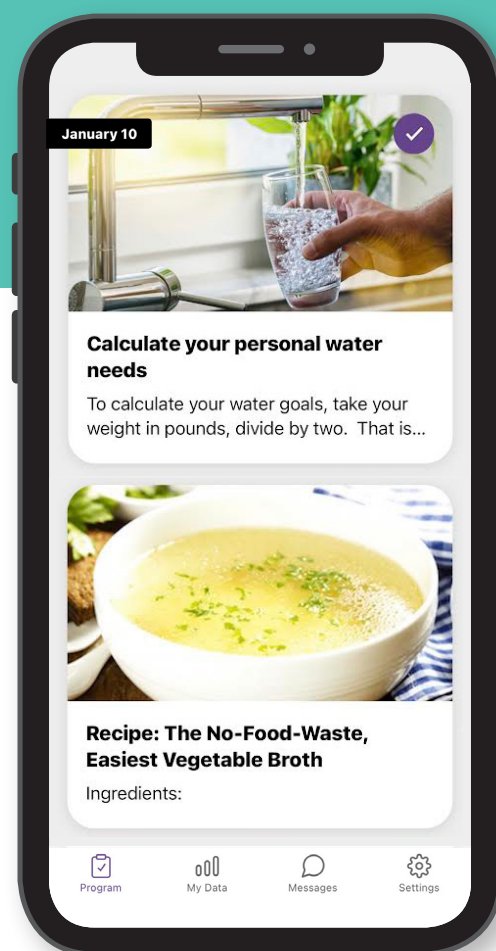 January 10
Calculate your personal water
needs
To calculate your water goals, take your
weight in pounds, divide by two.  That is...
Recipe: The No-Food-Waste,
Easiest Vegetable Broth
Ingredients:
Program
My Data
Messages
Settings